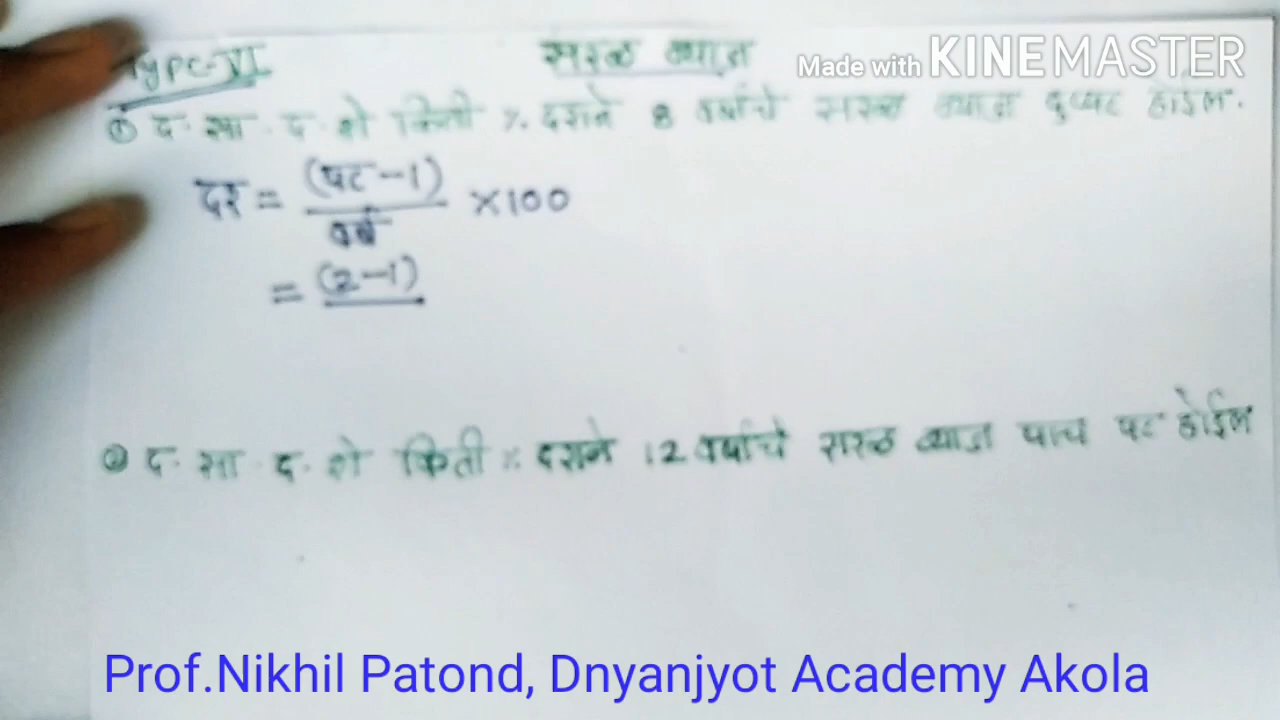 Type-VI सरळ व्याज
Made with KINEMASTER
① द. सा. द. शे किती % दराने 8 वर्षाचे सरळ व्याज दुप्पट होईल.
दर = (पट-1) / वर्ष ×100
= (2-1)
② द. सा. द. शे किती % दराने 12 वर्षाचे सरळ व्याज पाच पट होईल
Prof.Nikhil Patond, Dnyanjyot Academy Akola